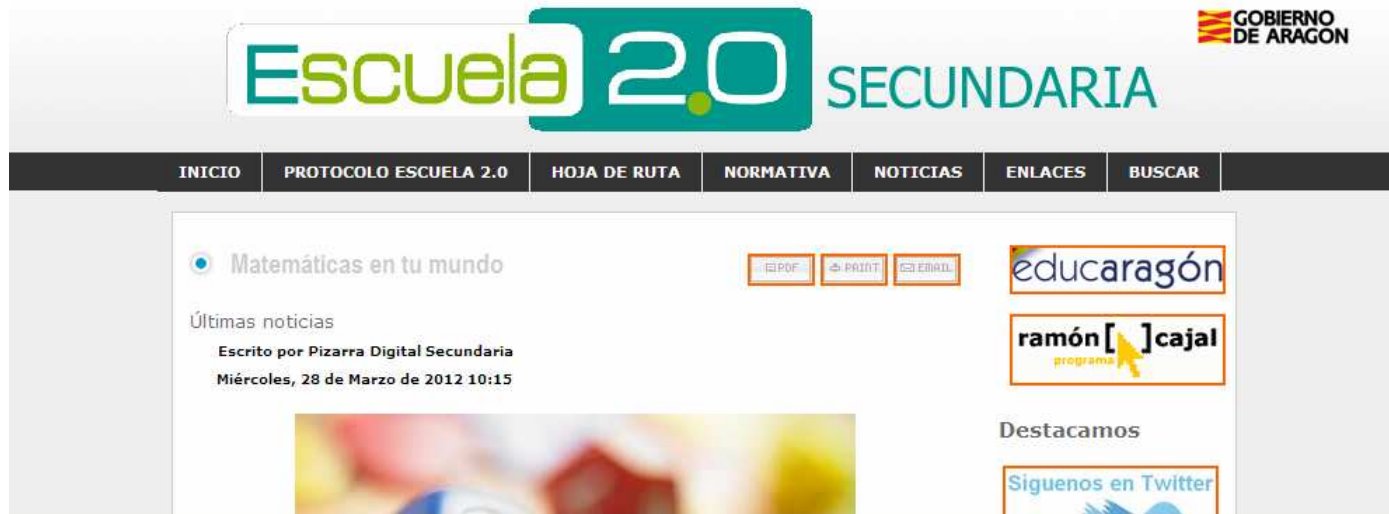 GOBIERNO
DE ARAGON
Escuela 2.0 SECUNDARIA
INICIO PROTOCOLO ESCUELA 2.0 HOJA DE RUTA NORMATIVA NOTICIAS ENLACES BUSCAR
Matemáticas en tu mundo
PDF PRINT EMAIL
educaragón
Últimas noticias
Escrito por Pizarra Digital Secundaria
Miércoles, 28 de Marzo de 2012 10:15
ramón [ ] cajal
programa
Destacamos
Siguenos en Twitter